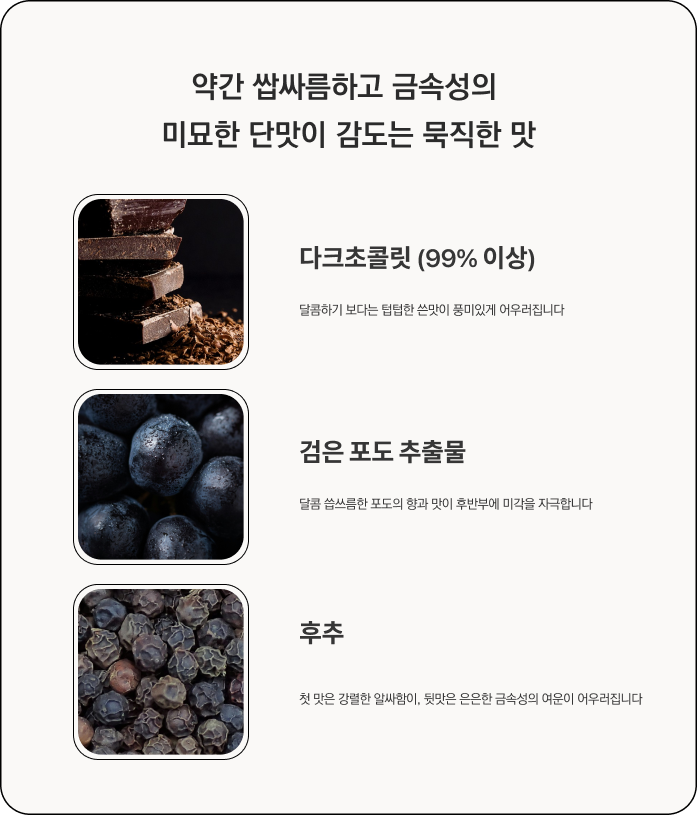 약간 쌉싸름하고 금속성의
미묘한 단맛이 감도는 묵직한 맛
다크초콜릿 (99% 이상)
달콤하기 보다는 텁텁한 쓴맛이 풍미있게 어우러집니다
검은 포도 추출물
달콤 씁쓰름한 포도의 향과 맛이 후반부에 미각을 자극합니다
후추
첫 맛은 강렬한 알싸함이, 뒷맛은 은은한 금속성의 여운이 어우러집니다